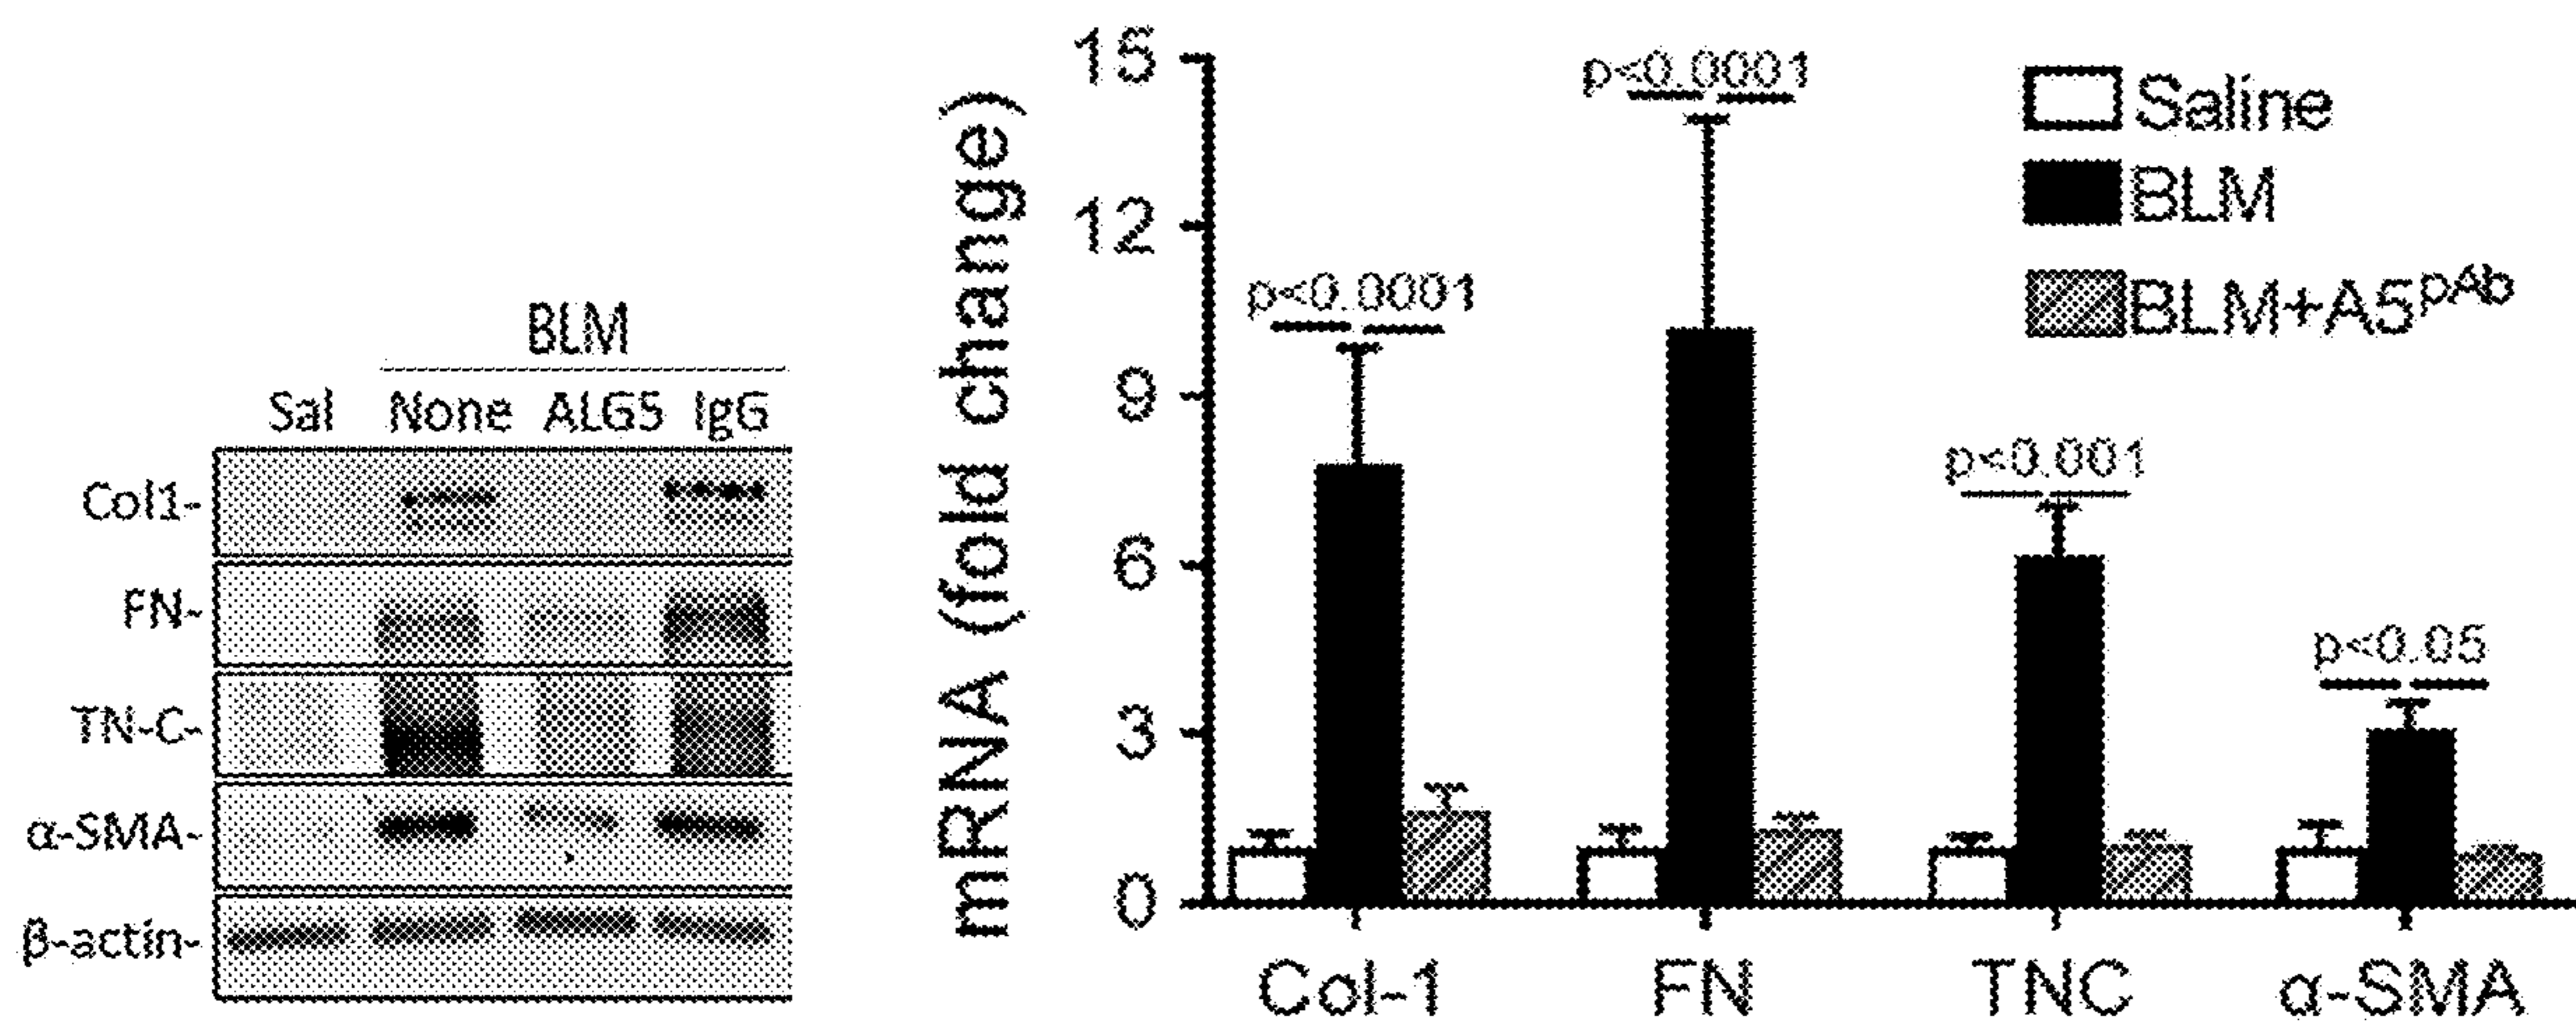 BLM
Sal None ALG5 IgG
Col1-
FN-
TN-C-
α-SMA-
β-actin-
mRNA (fold change)
15
12
9
6
3
0
p<0.0001
p<0.0001
p<0.001
p<0.05
Saline
BLM
BLM+A5pAb
Col-1 FN TNC α-SMA